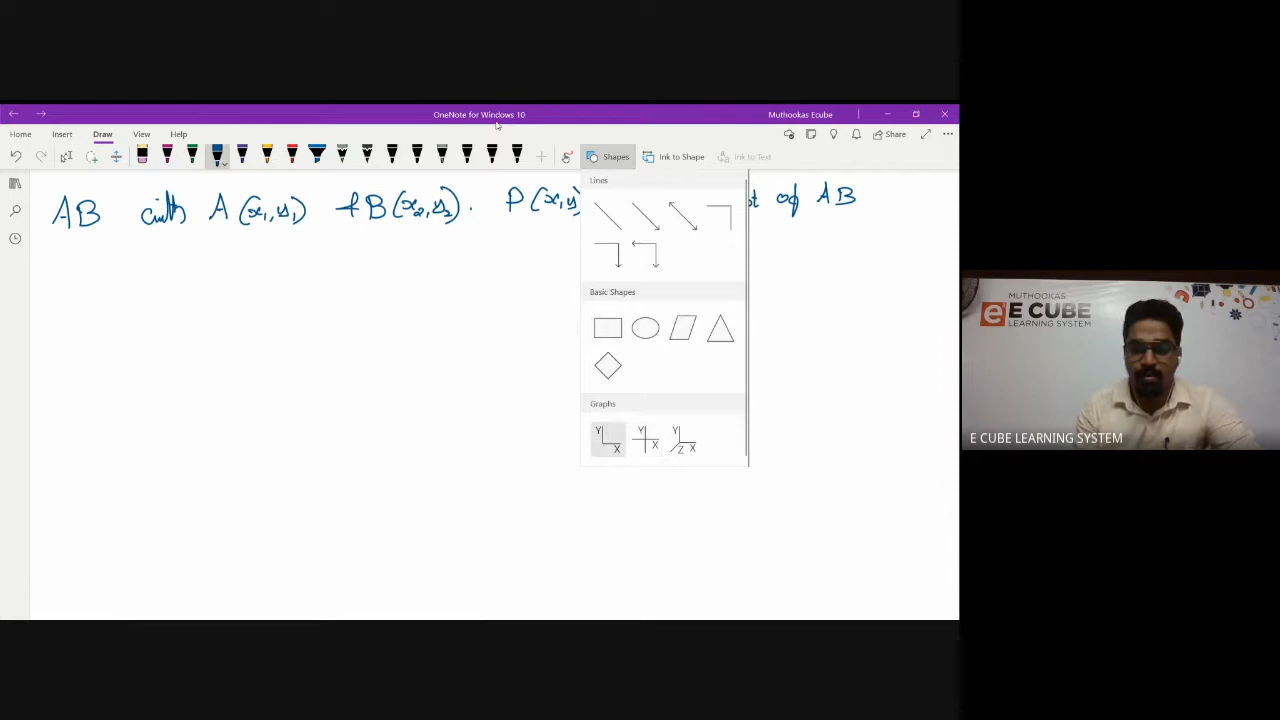 OneNote for Windows 10
Muthookas Ecube
Home Insert Draw View Help
Share
Shapes Ink to Shape Ink to Text
Lines
AB with A(x1,y1) & B(x2,y2). P(x,y of AB
Basic Shapes
Graphs
Y X Y X Y Z X
MUTHOOKAS
e E CUBE
LEARNING SYSTEM
E CUBE LEARNING SYSTEM